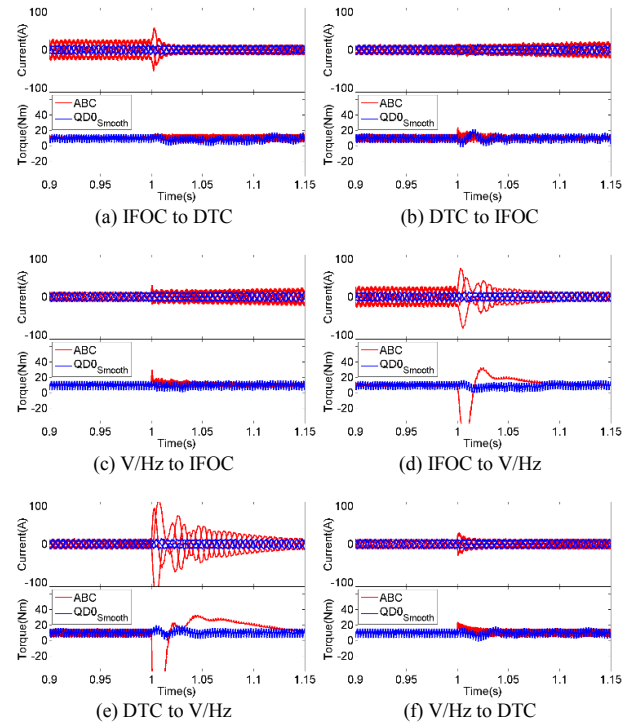 100
0
-100
Current(A)
ABC
QD0Smooth
40
20
0
-20
Torque(Nm)
0.9 0.95 1 1.05 1.1 1.15
Time(s)
(a) IFOC to DTC
100
0
-100
Current(A)
ABC
QD0Smooth
40
20
0
-20
Torque(Nm)
0.9 0.95 1 1.05 1.1 1.15
Time(s)
(b) DTC to IFOC
100
0
-100
Current(A)
ABC
QD0Smooth
40
20
0
-20
Torque(Nm)
0.9 0.95 1 1.05 1.1 1.15
Time(s)
(c) V/Hz to IFOC
100
0
-100
Current(A)
ABC
QD0Smooth
40
20
0
-20
Torque(Nm)
0.9 0.95 1 1.05 1.1 1.15
Time(s)
(d) IFOC to V/Hz
100
0
-100
Current(A)
ABC
QD0Smooth
40
20
0
-20
Torque(Nm)
0.9 0.95 1 1.05 1.1 1.15
Time(s)
(e) DTC to V/Hz
100
0
-100
Current(A)
ABC
QD0Smooth
40
20
0
-20
Torque(Nm)
0.9 0.95 1 1.05 1.1 1.15
Time(s)
(f) V/Hz to DTC